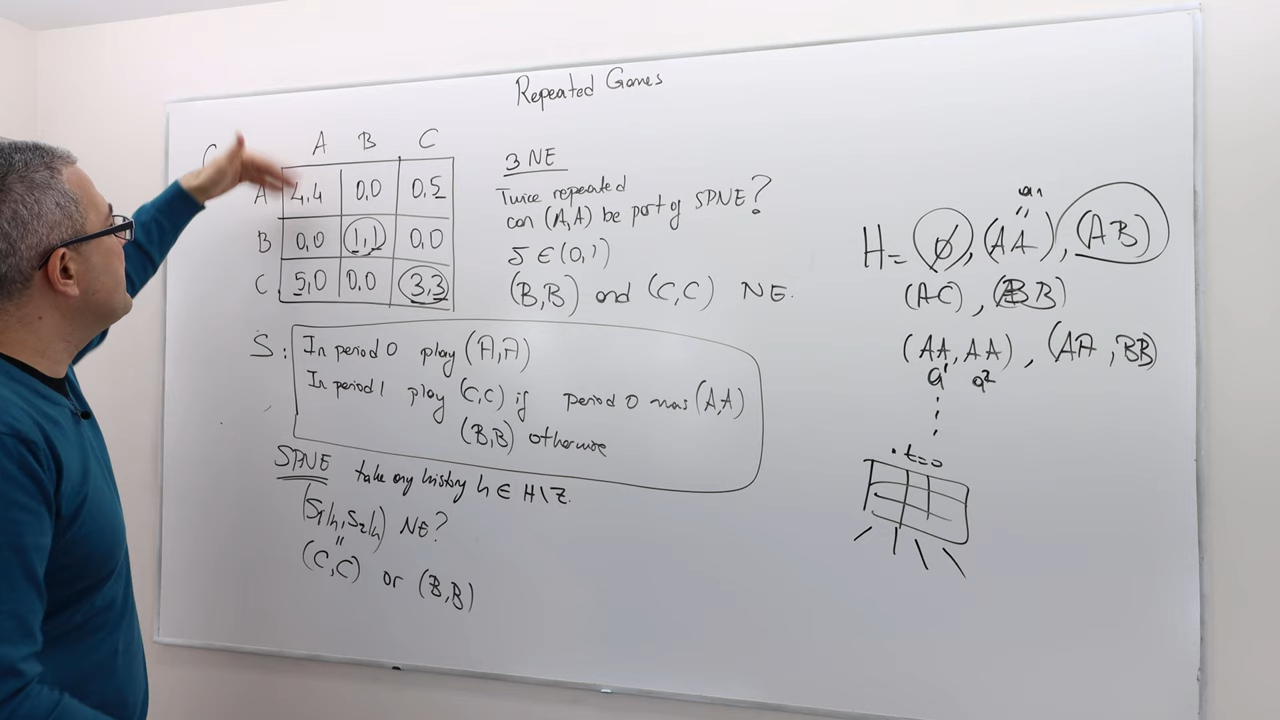 Repeated Games
A B C
A 4,4 0,0 0,5
B 0,0 1,1 0,0
C 5,0 0,0 3,3
3 NE
Twice repeated
can (A,A) be part of SPNE?
δ ∈ (0,1)
(B,B) and (C,C) NE.
S: In period 0 play (A,A)
In period 1 play (C,C) if period 0 was (A,A)
(B,B) otherwise
SPNE take any history h ∈ H\Z.
(S₁|h, S₂|h) NE?
"
(C,C) or (B,B)
a¹
"
H = ∅, (AA), (AB)
(AC), (BB)
(AA, AA), (AA, BB)
a¹ a²
t=0